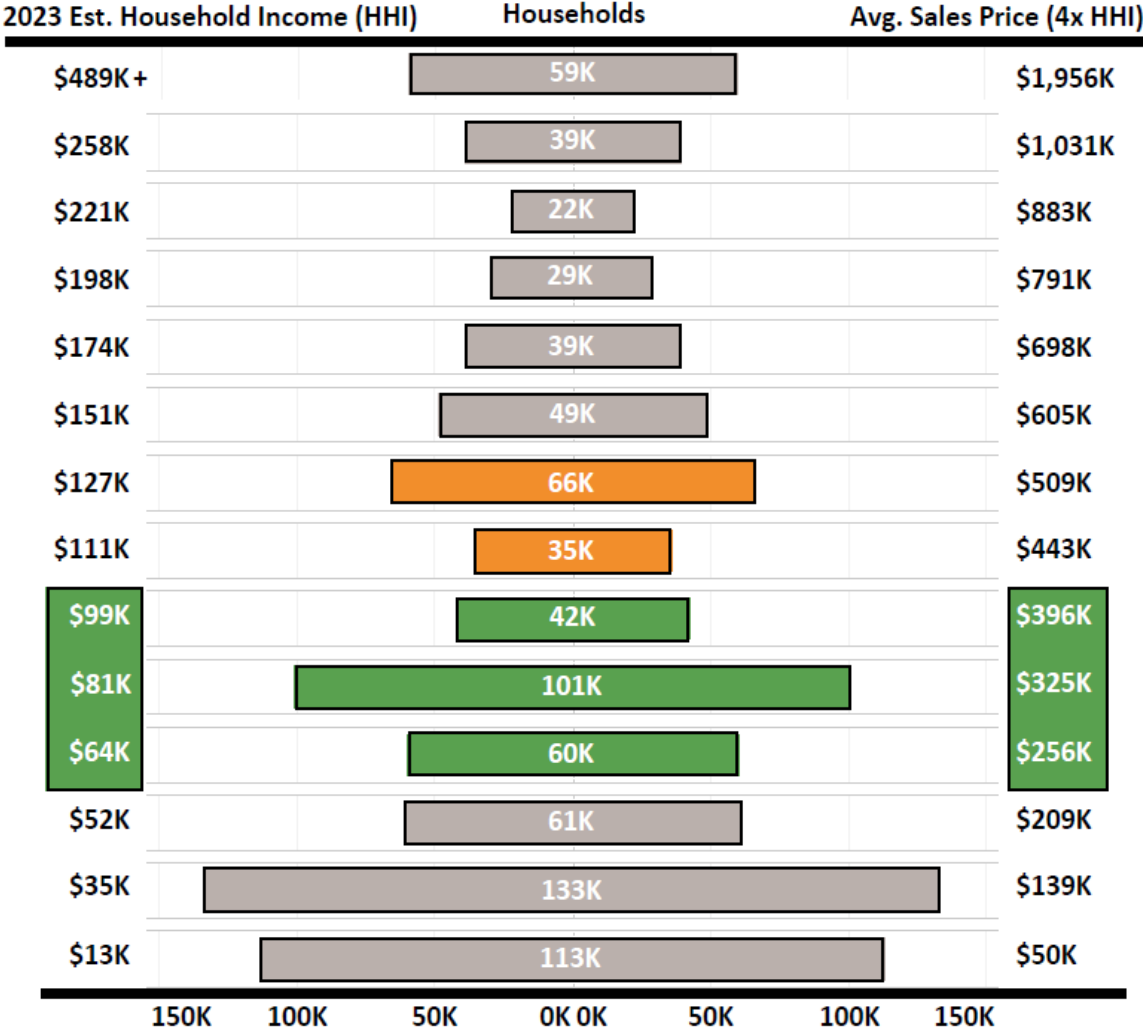 2023 Est. Household Income (HHI) Households Avg. Sales Price (4x HHI)
$489K+ 59K $1,956K
$258K 39K $1,031K
$221K 22K $883K
$198K 29K $791K
$174K 39K $698K
$151K 49K $605K
$127K 66K $509K
$111K 35K $443K
$99K 42K $396K
$81K 101K $325K
$64K 60K $256K
$52K 61K $209K
$35K 133K $139K
$13K 113K $50K
150K 100K 50K 0K 0K 50K 100K 150K